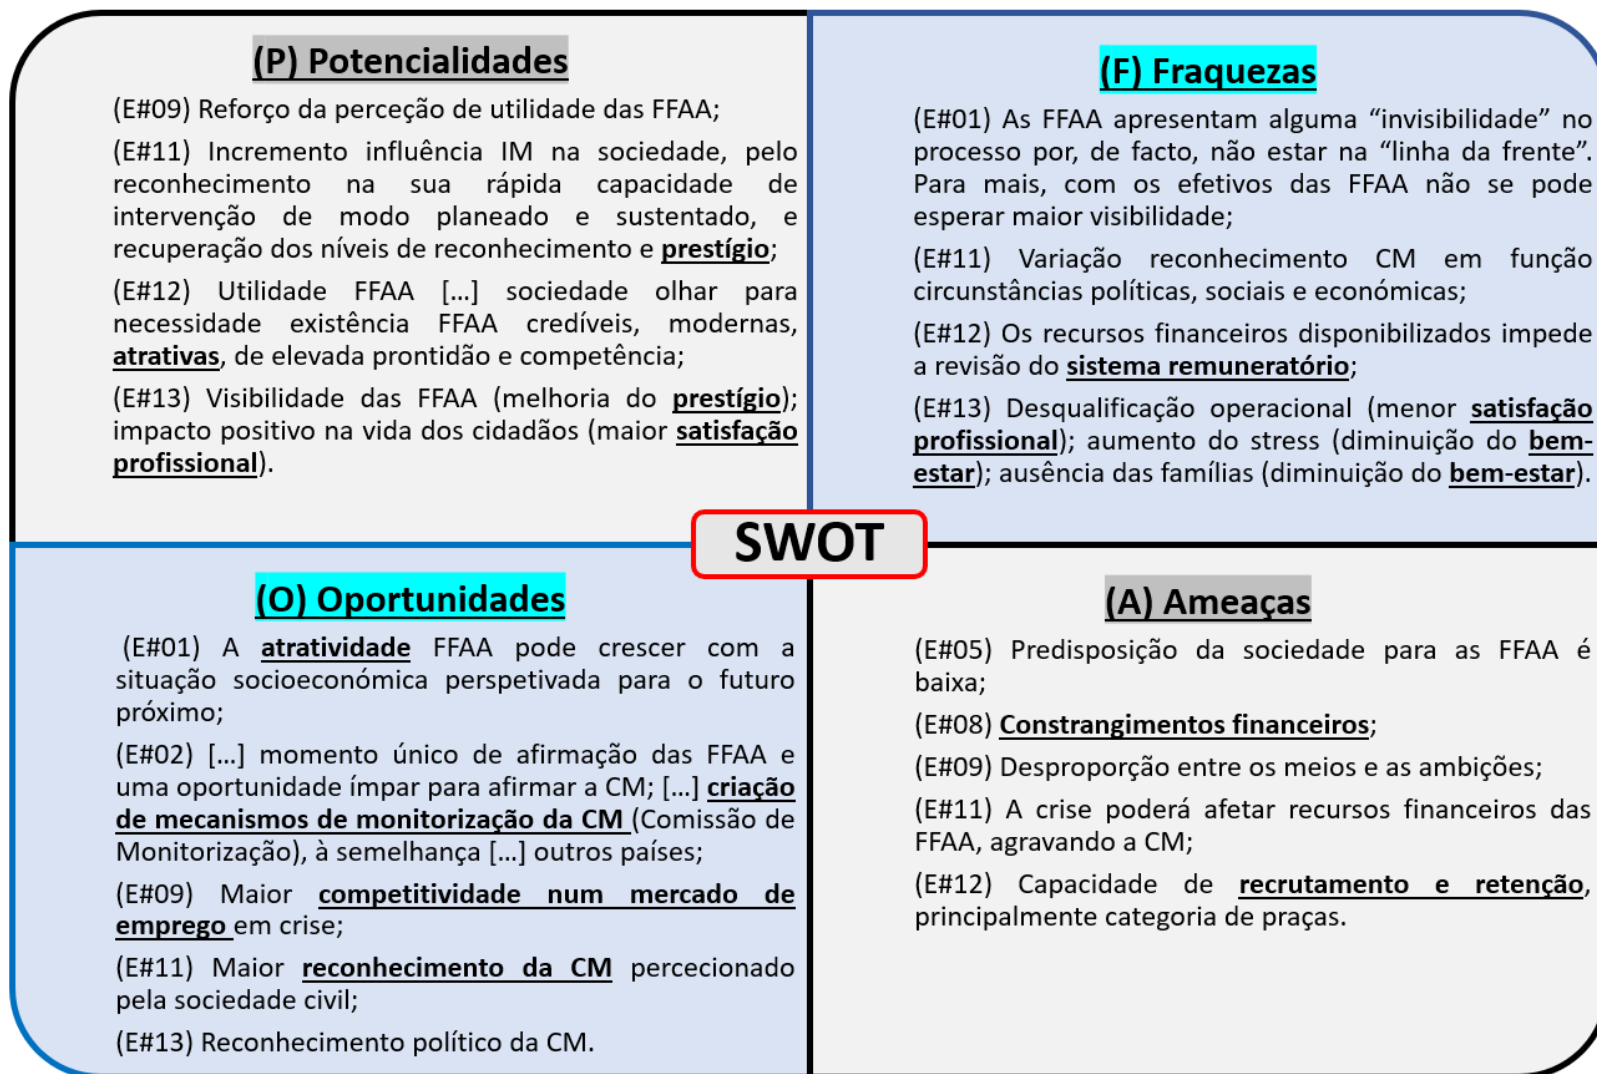 (P) Potencialidades
(E#09) Reforço da perceção de utilidade das FFAA;
(E#11) Incremento influência IM na sociedade, pelo
reconhecimento na sua rápida capacidade de
intervenção de modo planeado e sustentado, e
recuperação dos níveis de reconhecimento e prestígio;
(E#12) Utilidade FFAA [...] sociedade olhar para
necessidade existência FFAA credíveis, modernas,
atrativas, de elevada prontidão e competência;
(E#13) Visibilidade das FFAA (melhoria do prestígio);
impacto positivo na vida dos cidadãos (maior satisfação
profissional).
(F) Fraquezas
(E#01) As FFAA apresentam alguma “invisibilidade” no
processo por, de facto, não estar na “linha da frente”.
Para mais, com os efetivos das FFAA não se pode
esperar maior visibilidade;
(E#11) Variação reconhecimento CM em função
circunstâncias políticas, sociais e económicas;
(E#12) Os recursos financeiros disponibilizados impede
a revisão do sistema remuneratório;
(E#13) Desqualificação operacional (menor satisfação
profissional); aumento do stress (diminuição do bem-
estar); ausência das famílias (diminuição do bem-estar).
SWOT
(O) Oportunidades
(E#01) A atratividade FFAA pode crescer com a
situação socioeconómica perspetivada para o futuro
próximo;
(E#02) [...] momento único de afirmação das FFAA e
uma oportunidade ímpar para afirmar a CM; [...] criação
de mecanismos de monitorização da CM (Comissão de
Monitorização), à semelhança [...] outros países;
(E#09) Maior competitividade num mercado de
emprego em crise;
(E#11) Maior reconhecimento da CM percecionado
pela sociedade civil;
(E#13) Reconhecimento político da CM.
(A) Ameaças
(E#05) Predisposição da sociedade para as FFAA é
baixa;
(E#08) Constrangimentos financeiros;
(E#09) Desproporção entre os meios e as ambições;
(E#11) A crise poderá afetar recursos financeiros das
FFAA, agravando a CM;
(E#12) Capacidade de recrutamento e retenção,
principalmente categoria de praças.